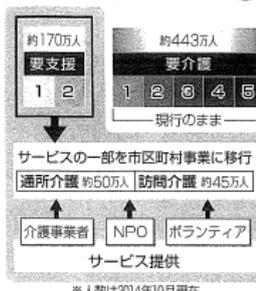 約170万人
約443万人
要支援
要介護
1 2
1 2 3 4 5
現行のまま
サービスの一部を市区町村事業に移行
通所介護 約50万人
訪問介護 約45万人
介護事業者
NPO
ボランティア
サービス提供
※人数は2014年10月現在